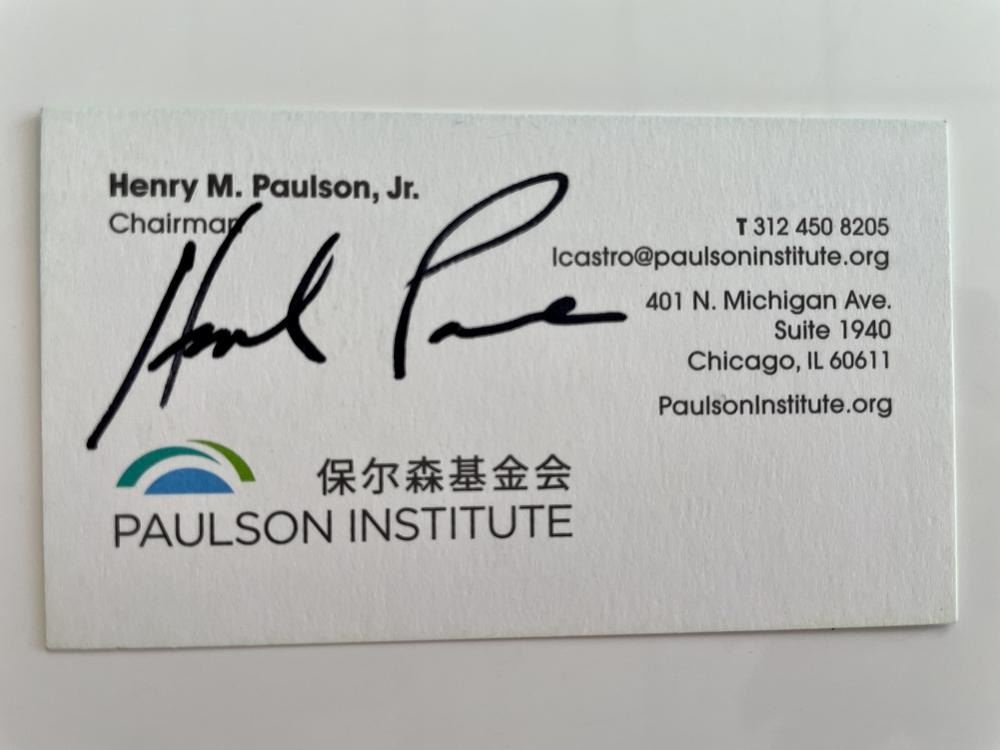 Henry M. Paulson, Jr.
Chairman
T 312 450 8205
lcastro@paulsoninstitute.org
401 N. Michigan Ave.
Suite 1940
Chicago, IL 60611
PaulsonInstitute.org
保尔森基金会
PAULSON INSTITUTE